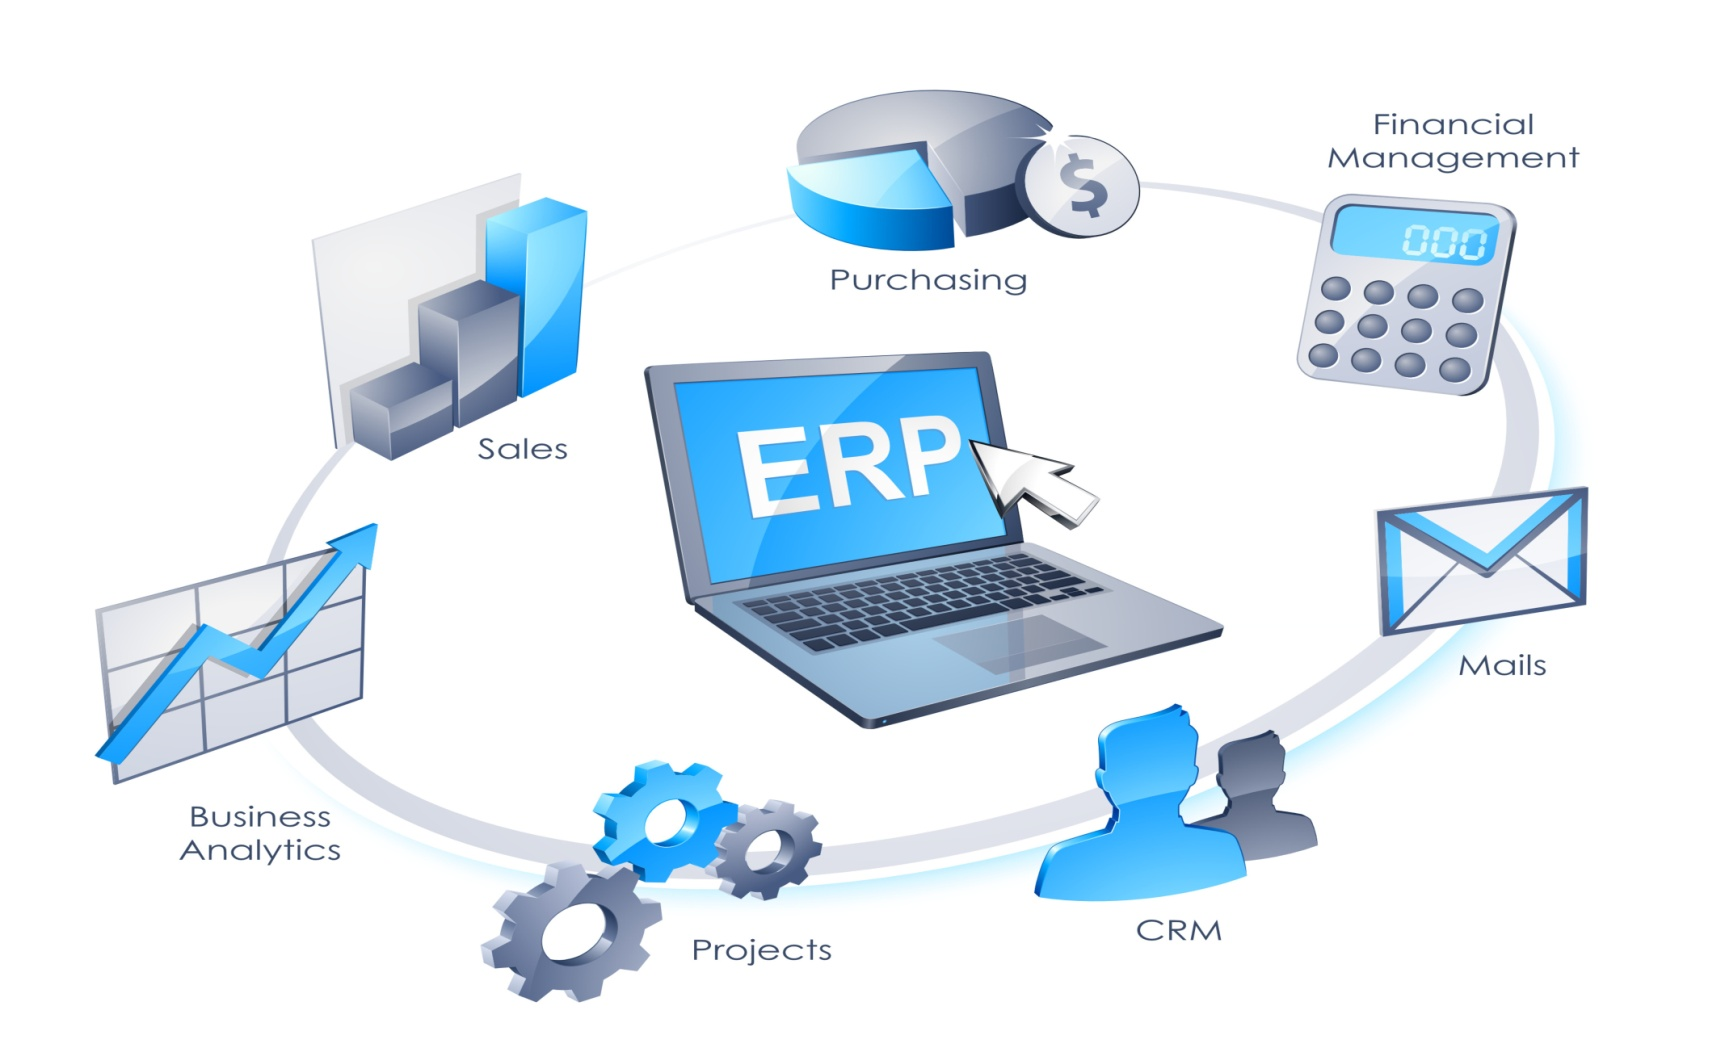 Financial
Management
$
000
Purchasing
Sales
ERP
Mails
Business
Analytics
CRM
Projects